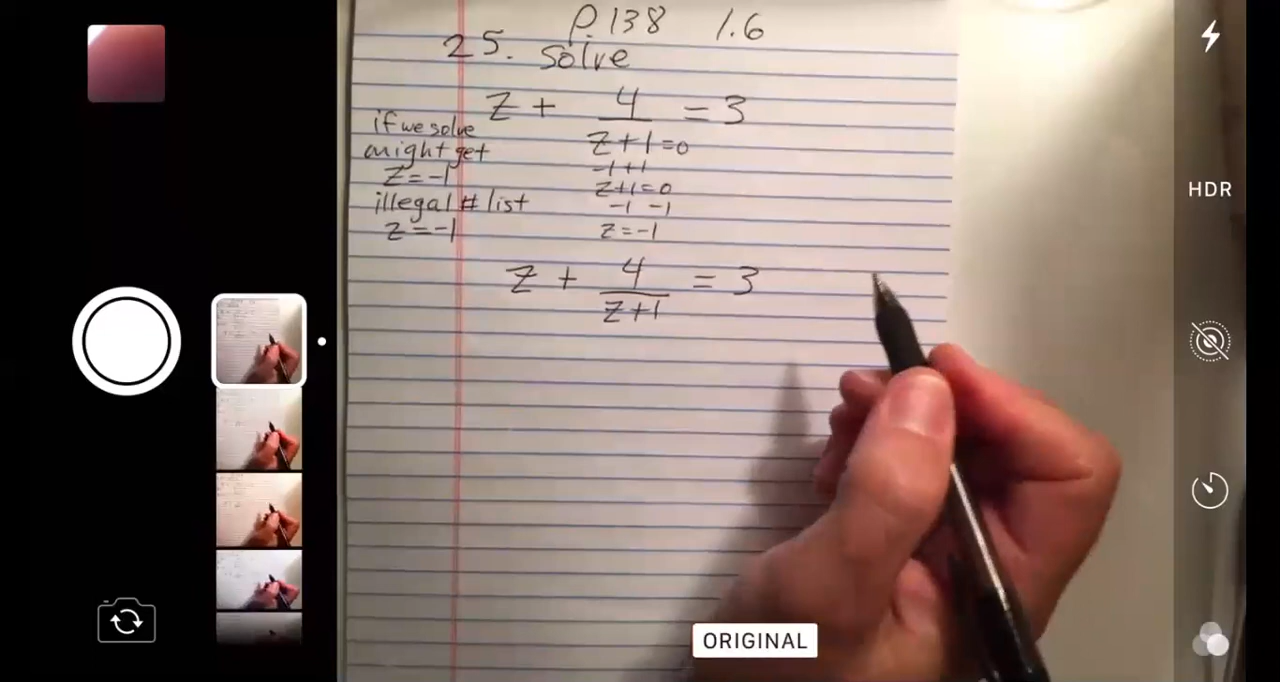 P. 138 1.6
25. Solve
z + 4/z+1=0 = 3
if we solve
might get
z=-1
illegal # list
z=-1
-1 +1
z+1=0
-1 -1
z=-1
z + 4/z+1 = 3
HDR
ORIGINAL